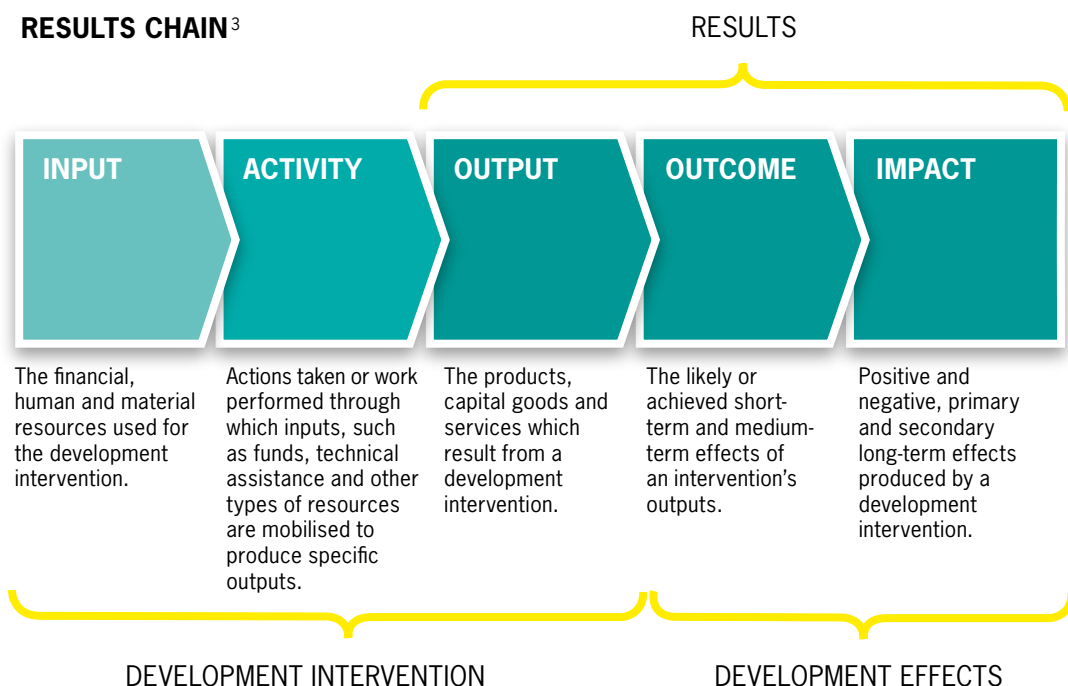 RESULTS CHAIN³
RESULTS
INPUT
ACTIVITY
OUTPUT
OUTCOME
IMPACT
The financial,
human and material
resources used for
the development
intervention.
Actions taken or work
performed through
which inputs, such
as funds, technical
assistance and other
types of resources
are mobilised to
produce specific
outputs.
The products,
capital goods and
services which
result from a
development
intervention.
The likely or
achieved short-
term and medium-
term effects of
an intervention’s
outputs.
Positive and
negative, primary
and secondary
long-term effects
produced by a
development
intervention.
DEVELOPMENT INTERVENTION
DEVELOPMENT EFFECTS